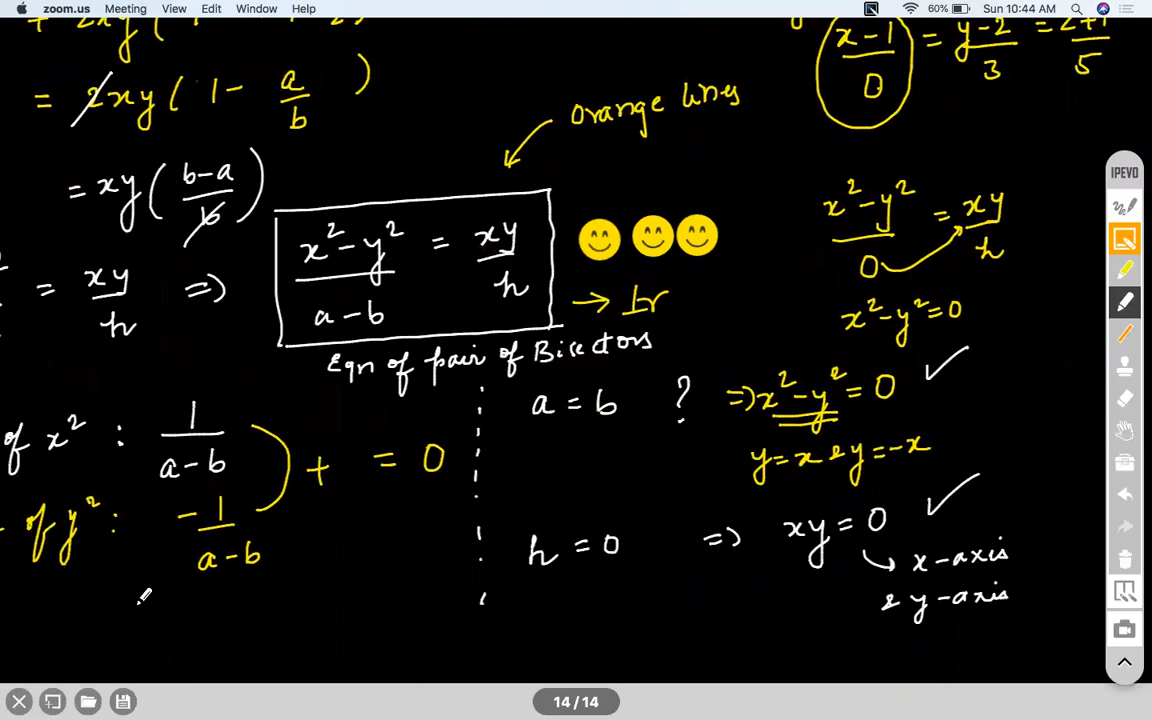 zoom.us Meeting View Edit Window Help 60% Sun 10:44 AM
+ 2xy(1
= 2xy(1 - a/b)
= xy((b-a)/b)
= xy/h ⇒ (x²-y²)/(a-b) = xy/h
Orange lines
→ ⊥r
Eqn of pair of Bisectors
(x-1)/0 = (y-2)/3 = (z+1)/5
(x²-y²)/0 = xy/h
x²-y²=0
of x² : 1/(a-b)
of y² : -1/(a-b)
+ = 0
a = b ? ⇒ x²-y² = 0 ✓
y=x & y=-x
h = 0 ⇒ xy = 0 ✓
x-axis
& y-axis
IPEVO
14/14